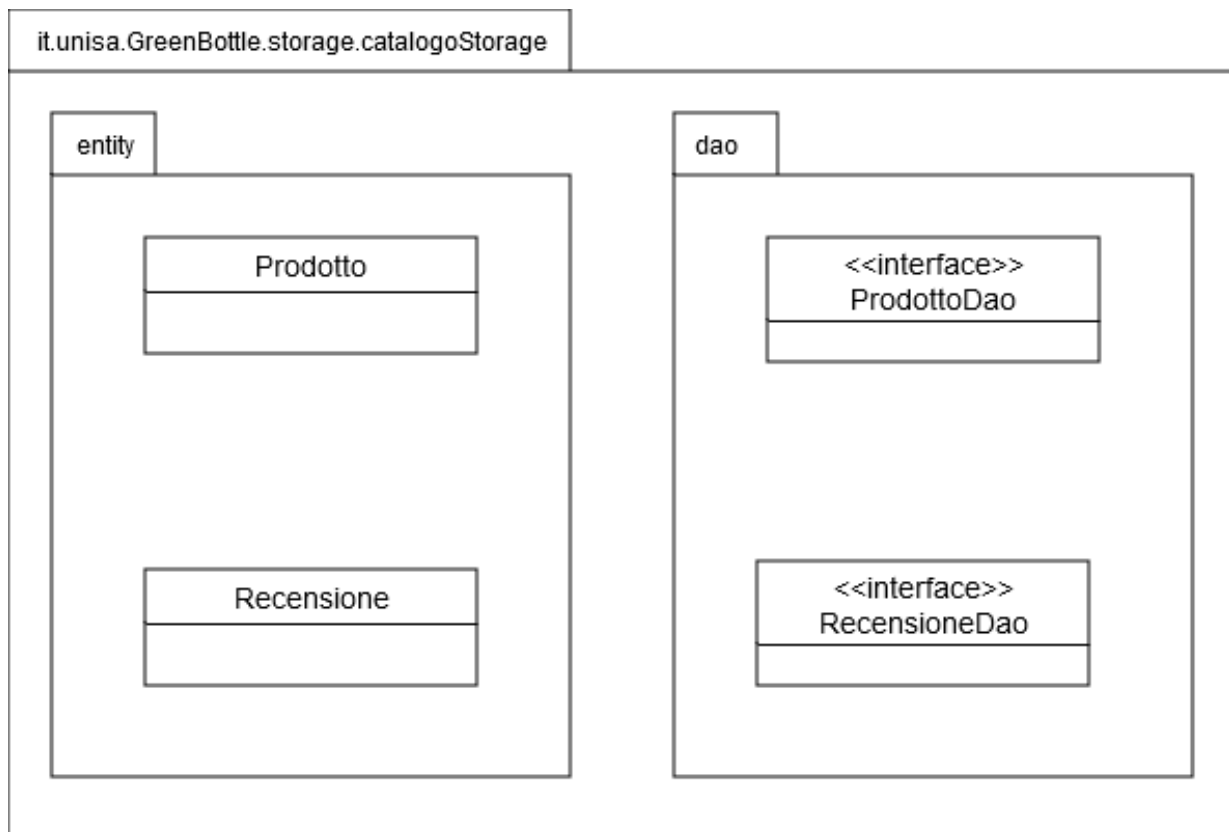 it.unisa.GreenBottle.storage.catalogoStorage
entity
Prodotto
Recensione
dao
<<interface>>
ProdottoDao
<<interface>>
RecensioneDao